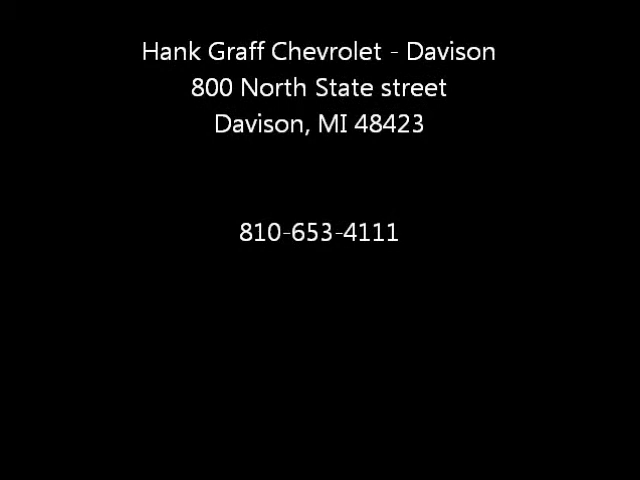 Hank Graff Chevrolet - Davison
800 North State street
Davison, MI 48423
810-653-4111